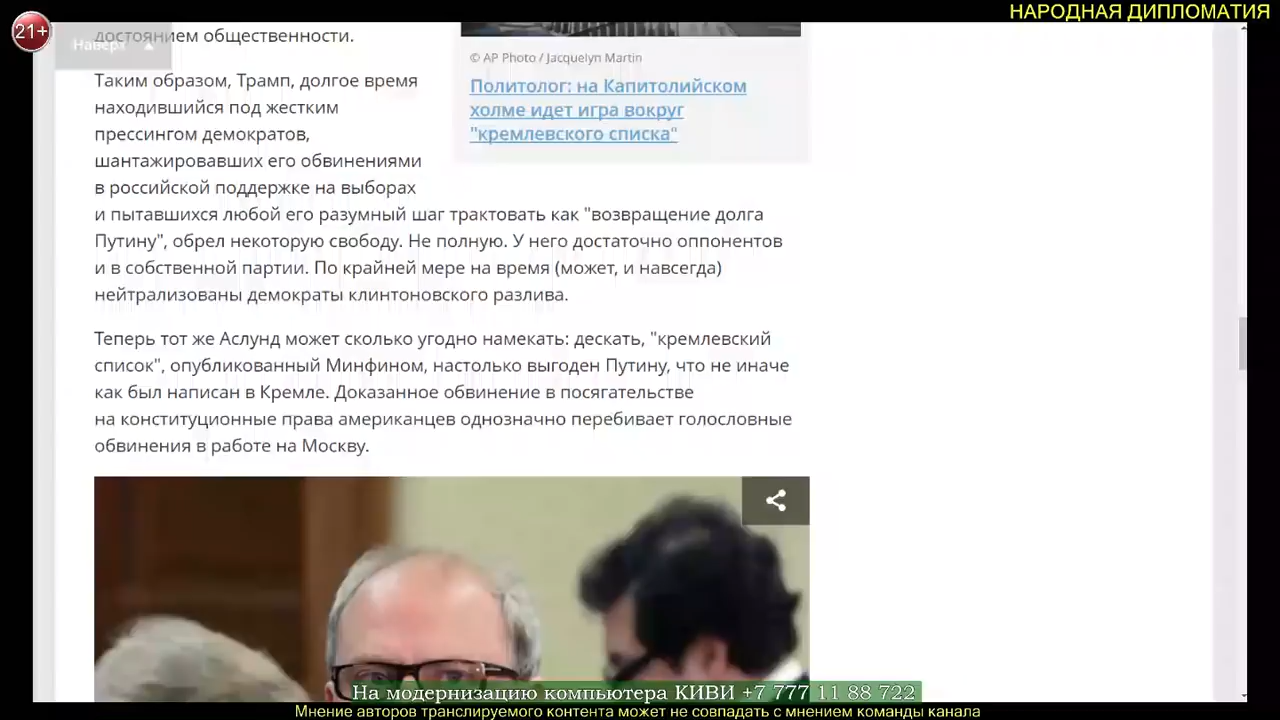 НАРОДНАЯ ДИПЛОМАТИЯ
21+
достоянием общественности.
Наверх
© AP Photo / Jacquelyn Martin
Политолог: на Капитолийском
холме идет игра вокруг
"кремлевского списка"
Таким образом, Трамп, долгое время
находившийся под жестким
прессингом демократов,
шантажировавших его обвинениями
в российской поддержке на выборах
и пытавшихся любой его разумный шаг трактовать как "возвращение долга
Путину", обрел некоторую свободу. Не полную. У него достаточно оппонентов
и в собственной партии. По крайней мере на время (может, и навсегда)
нейтрализованы демократы клинтоновского разлива.
Теперь тот же Аслунд может сколько угодно намекать: дескать, "кремлевский
список", опубликованный Минфином, настолько выгоден Путину, что не иначе
как был написан в Кремле. Доказанное обвинение в посягательстве
на конституционные права американцев однозначно перебивает голословные
обвинения в работе на Москву.
На модернизацию компьютера КИВИ +7 777 11 88 722
Мнение авторов транслируемого контента может не совпадать с мнением команды канала